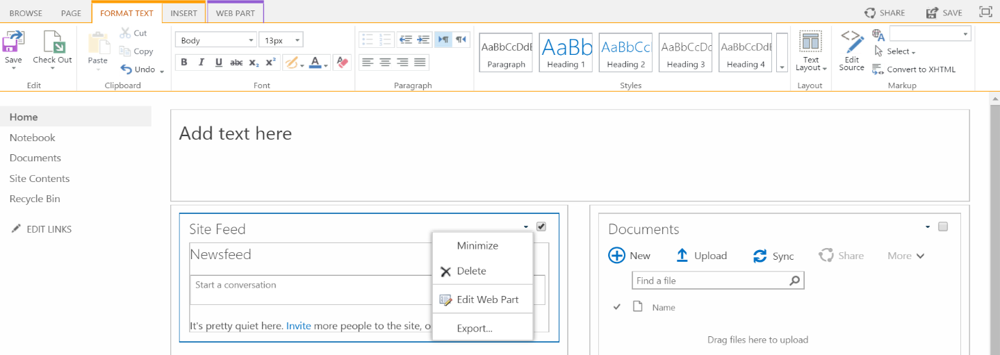 BROWSE PAGE FORMAT TEXT INSERT WEB PART SHARE SAVE
Save Check Out
Edit
Paste Cut
Copy
Undo
Clipboard
Body 13px
B I U abc x₂ x² A
Font
Paragraph
AaBbCcDdE AaBb AaBbCc AaBbCcDc AaBbCcDdE
Paragraph Heading 1 Heading 2 Heading 3 Heading 4
Styles
Text
Layout
Layout
Edit
Source
Select
Convert to XHTML
Markup
Home
Notebook
Documents
Site Contents
Recycle Bin
EDIT LINKS
Add text here
Site Feed
Newsfeed
Start a conversation
It's pretty quiet here. Invite more people to the site, o
Minimize
Delete
Edit Web Part
Export...
Documents
New Upload Sync Share More
Find a file
Name
Drag files here to upload